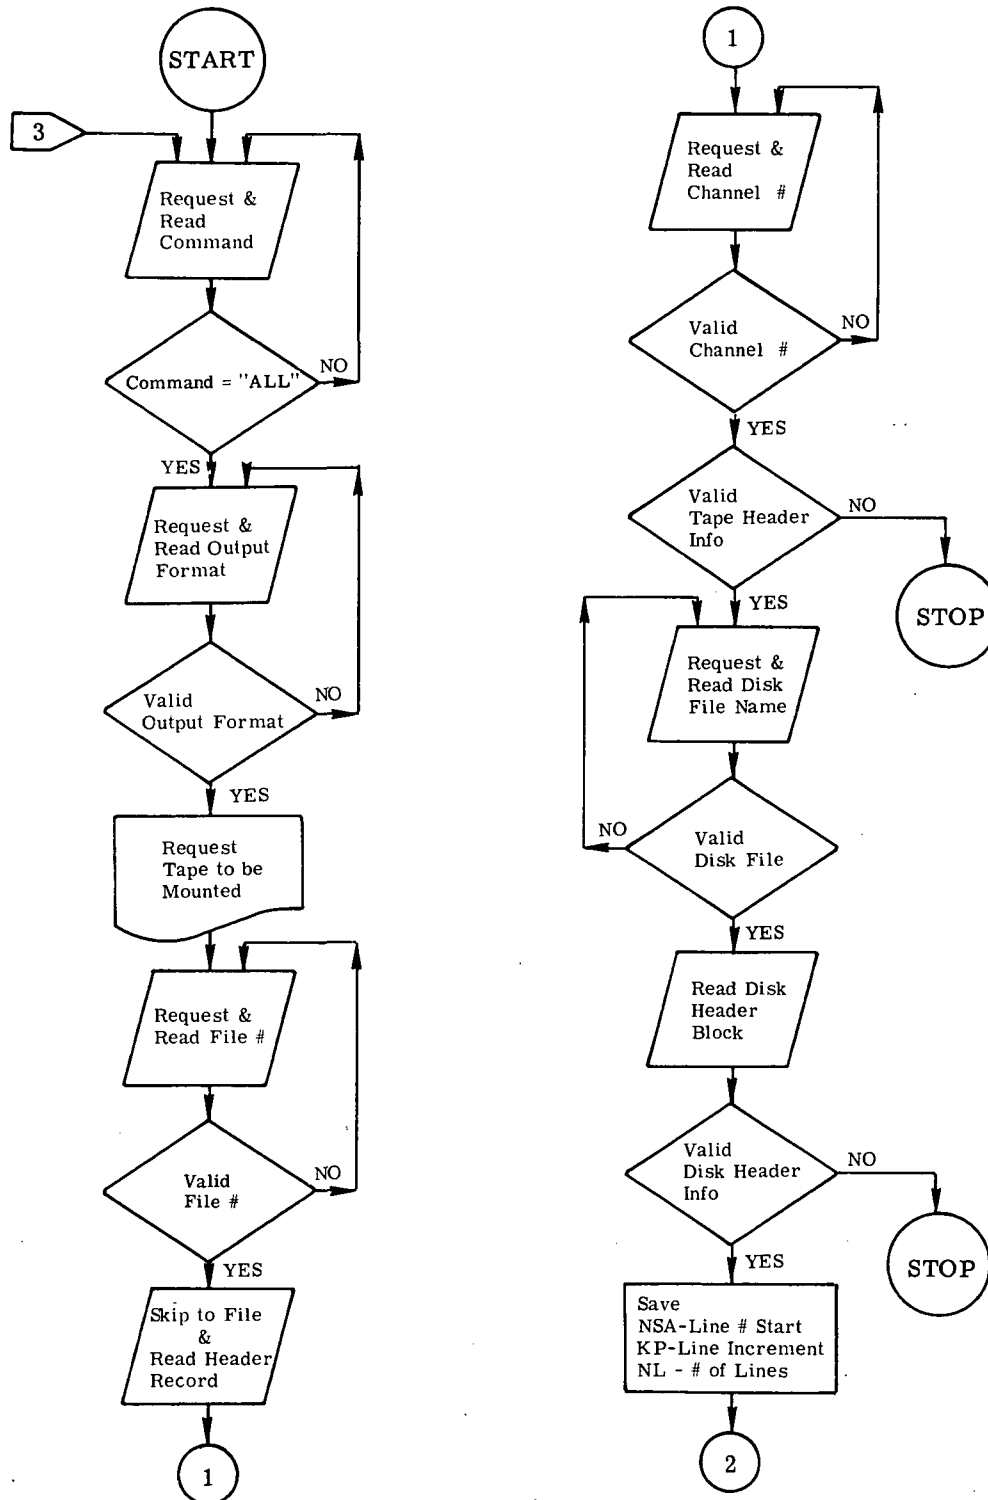 START
3
Request &
Read
Command
Command = "ALL"
NO
YES
Request &
Read Output
Format
Valid
Output Format
NO
YES
Request
Tape to be
Mounted
Request &
Read File #
Valid
File #
NO
YES
Skip to File
&
Read Header
Record
1
1
Request &
Read
Channel #
Valid
Channel #
NO
YES
Valid
Tape Header
Info
NO
STOP
YES
Request &
Read Disk
File Name
Valid
Disk File
NO
YES
Read Disk
Header
Block
Valid
Disk Header
Info
NO
STOP
YES
Save
NSA-Line # Start
KP-Line Increment
NL - # of Lines
2